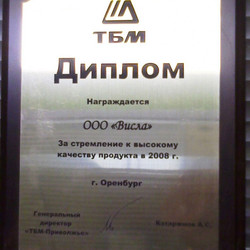 ТБМ
Диплом
Награждается
ООО «Висла»
За стремление к высокому
качеству продукта в 2008 г.
г. Оренбург
Генеральный
директор
«ТБМ-Приволжье»